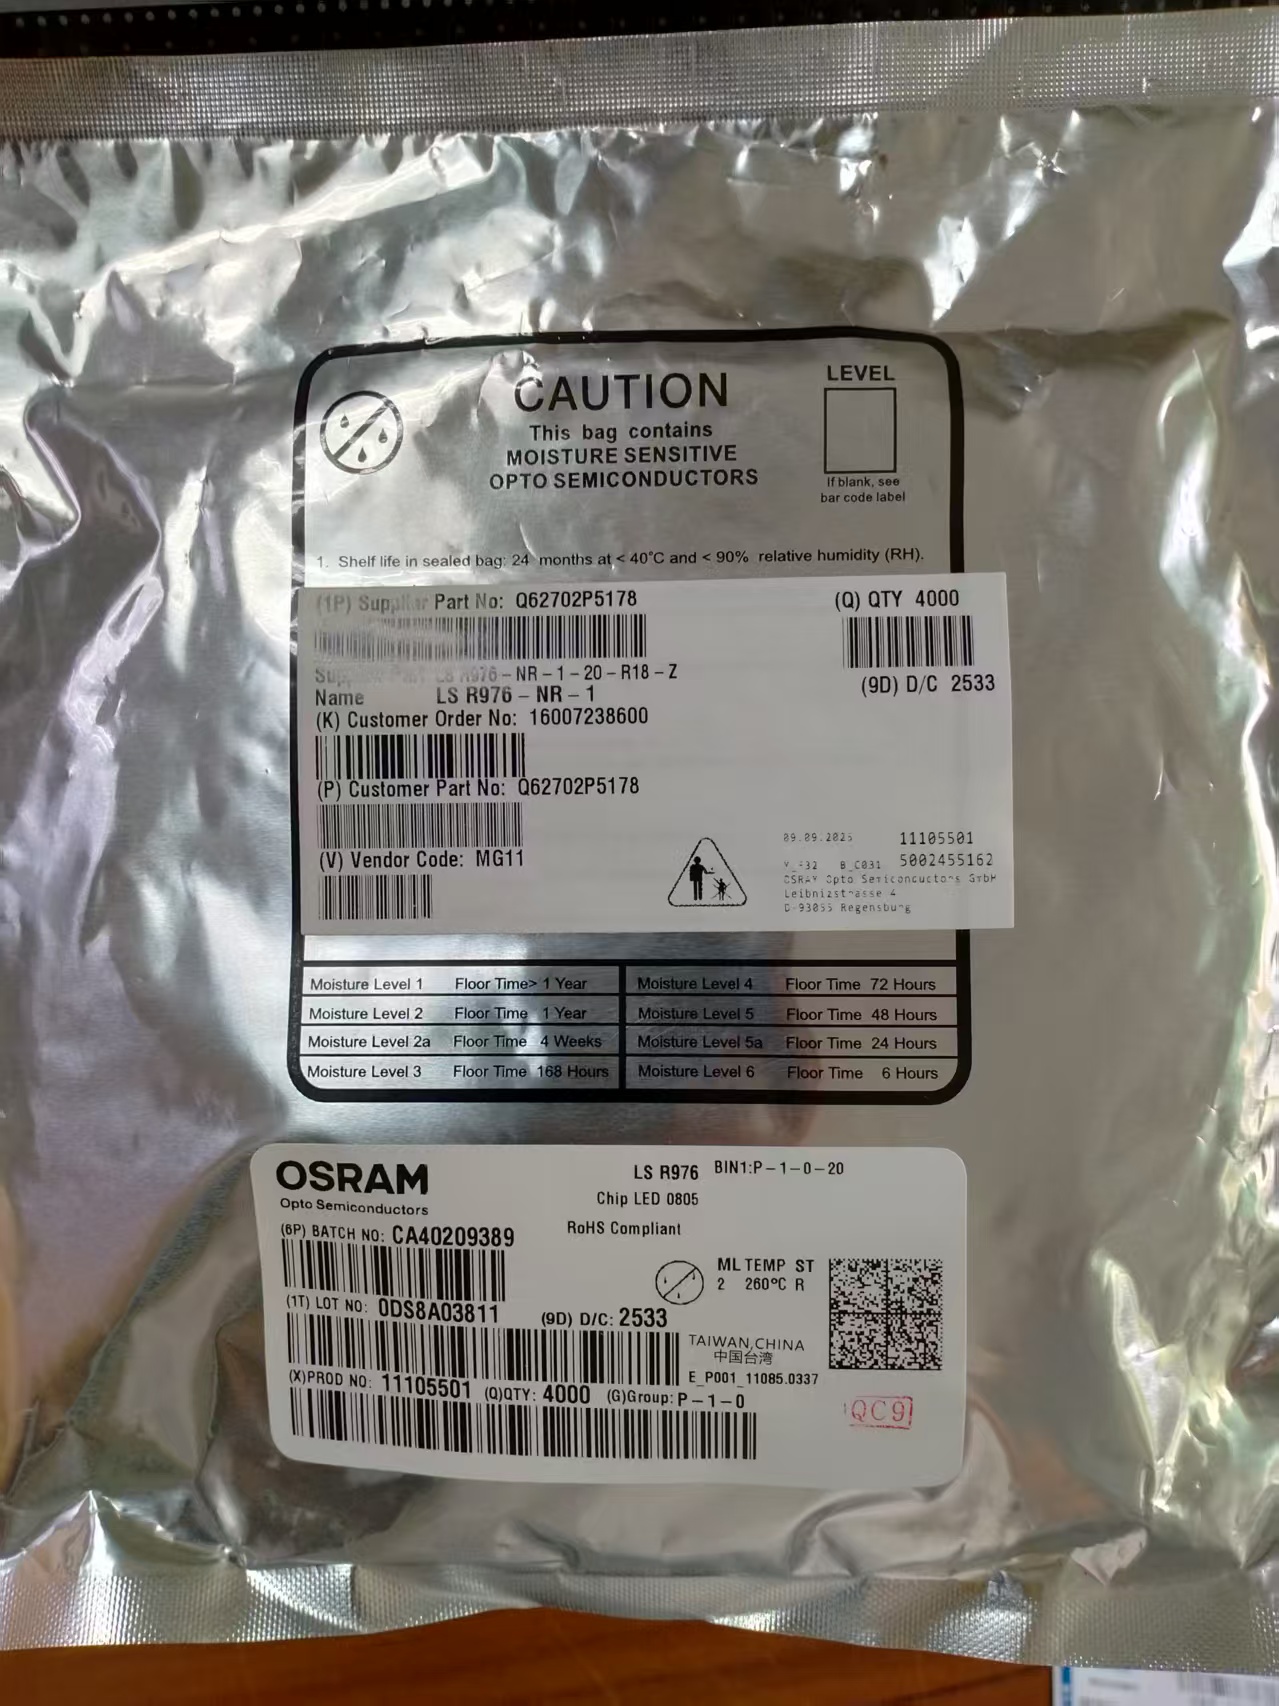 CAUTION
This bag contains
MOISTURE SENSITIVE
OPTO SEMICONDUCTORS
LEVEL
If blank, see
bar code label
1. Shelf life in sealed bag: 24 months at < 40°C and < 90% relative humidity (RH).
(1P) Supplier Part No: Q62702P5178
(Q) QTY 4000
LS R976 - NR - 1 - 20 - R18 - Z
(9D) D/C 2533
Name LS R976 - NR - 1
(K) Customer Order No: 16007238600
(P) Customer Part No: Q62702P5178
(V) Vendor Code: MG11
11105501
B_C031 5002455162
Opto Semiconductors GmbH
Leibnizstrasse 4
D-93055 Regensburg
Moisture Level 1 Floor Time> 1 Year
Moisture Level 4 Floor Time 72 Hours
Moisture Level 2 Floor Time 1 Year
Moisture Level 5 Floor Time 48 Hours
Moisture Level 2a Floor Time 4 Weeks
Moisture Level 5a Floor Time 24 Hours
Moisture Level 3 Floor Time 168 Hours
Moisture Level 6 Floor Time 6 Hours
OSRAM
Opto Semiconductors
LS R976 BIN1:P-1-0-20
Chip LED 0805
RoHS Compliant
(6P) BATCH NO: CA40209389
ML TEMP ST
2 260°C R
(1T) LOT NO: 0DS8A03811
(9D) D/C: 2533
TAIWAN,CHINA
中国台湾
E_P001_11085.0337
(X)PROD NO: 11105501 (Q)QTY: 4000 (G)Group: P-1-0
QC9